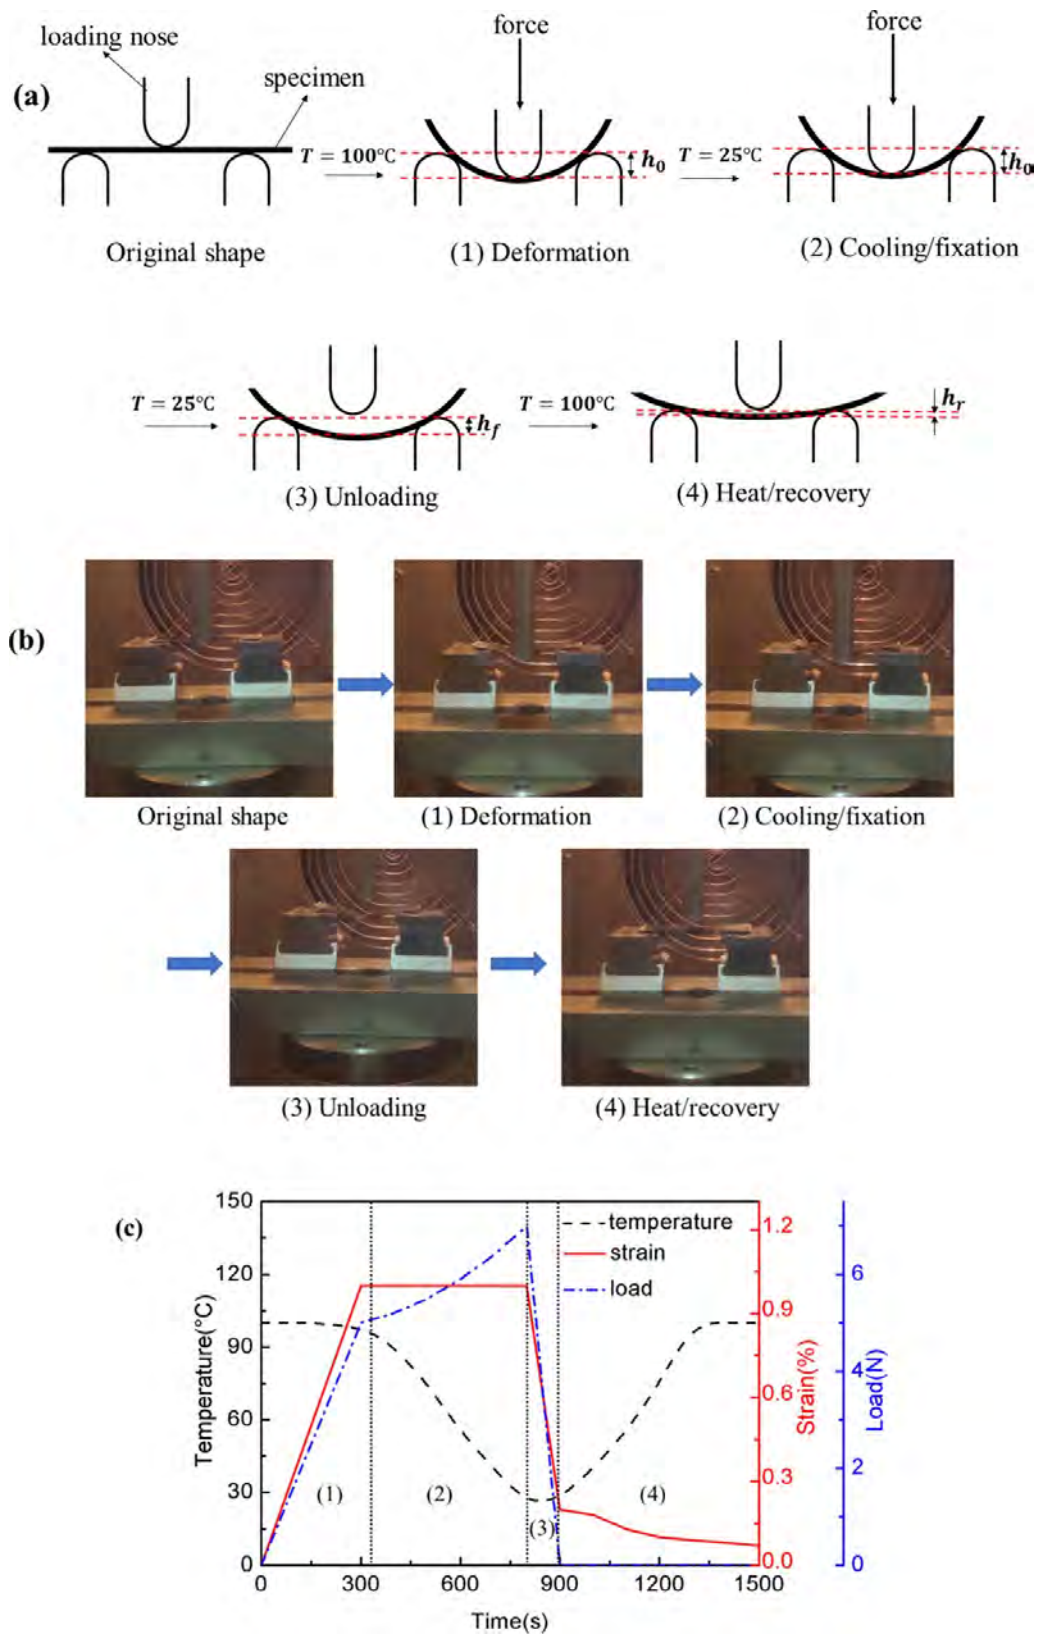 loading nose
specimen
force
force
(a)
T = 100°C
h0
T = 25°C
h0
Original shape
(1) Deformation
(2) Cooling/fixation
T = 25°C
hf
T = 100°C
hr
(3) Unloading
(4) Heat/recovery
(b)
Original shape
(1) Deformation
(2) Cooling/fixation
(3) Unloading
(4) Heat/recovery
(c)
temperature
strain
load
Temperature(°C)
150
120
90
60
30
0
Strain(%)
1.2
0.9
0.6
0.3
0.0
Load(N)
6
4
2
0
(1)
(2)
(3)
(4)
0
300
600
900
1200
1500
Time(s)